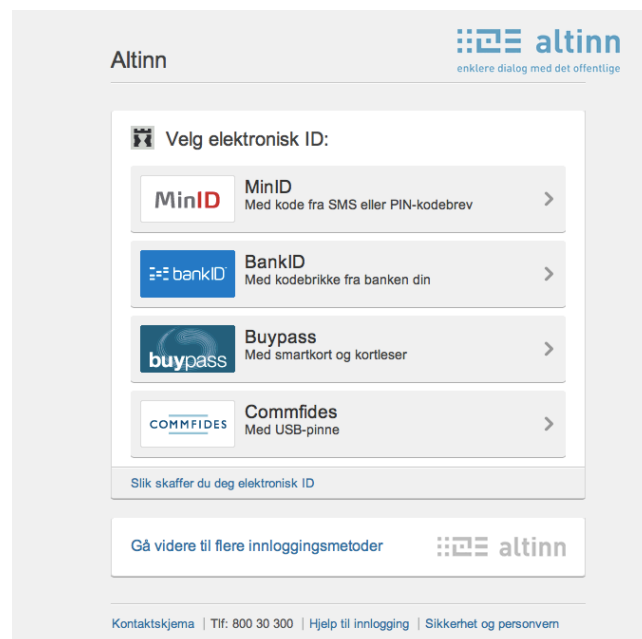 Altinn
altinn
enklere dialog med det offentlige
Velg elektronisk ID:
MinID
MinID
Med kode fra SMS eller PIN-kodebrev
bankID
BankID
Med kodebrikke fra banken din
buypass
Buypass
Med smartkort og kortleser
COMMFIDES
Commfides
Med USB-pinne
Slik skaffer du deg elektronisk ID
Gå videre til flere innloggingsmetoder
altinn
Kontaktskjema | Tlf: 800 30 300 | Hjelp til innlogging | Sikkerhet og personvern